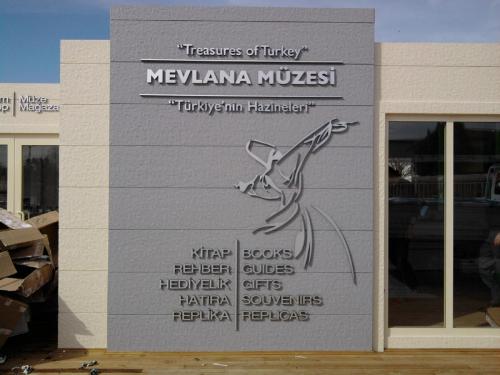 "Treasures of Turkey"
MEVLANA MÜZESİ
"Türkiye'nin Hazineleri"
Müze
Mağaza
KİTAP | BOOKS
REHBER | GUIDES
HEDİYELİK | GIFTS
HATIRA | SOUVENIRS
REPLİKA | REPLICAS